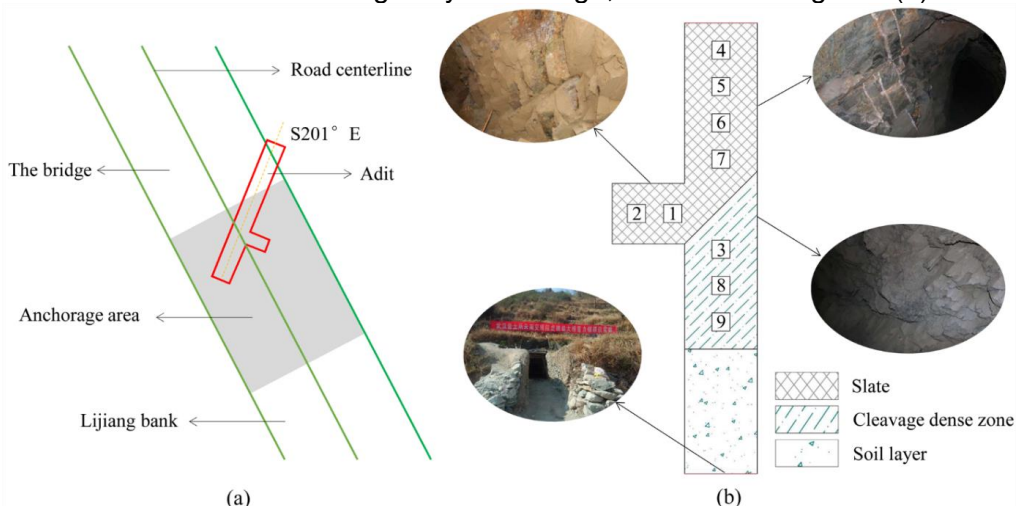 Road centerline
S201° E
The bridge
Adit
Anchorage area
Lijiang bank
(a)
4
5
6
7
2 1
3
8
9
Slate
Cleavage dense zone
Soil layer
(b)